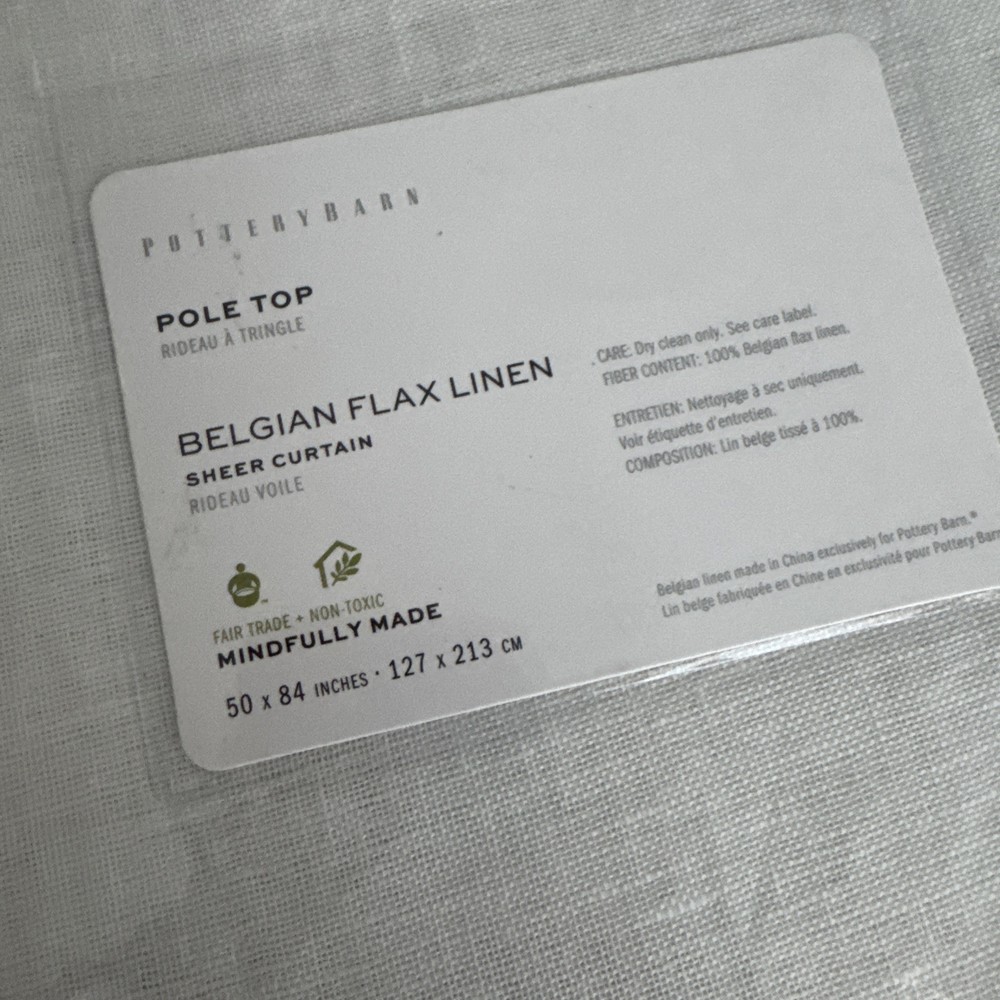 POTTERY BARN
POLE TOP
RIDEAU À TRINGLE
BELGIAN FLAX LINEN
SHEER CURTAIN
RIDEAU VOILE
FAIR TRADE + NON-TOXIC
MINDFULLY MADE
50 x 84 INCHES · 127 x 213 CM
CARE: Dry clean only. See care label.
FIBER CONTENT: 100% Belgian flax linen.
ENTRETIEN: Nettoyage à sec uniquement.
Voir étiquette d'entretien.
COMPOSITION: Lin belge tissé à 100%.
Belgian linen made in China exclusively for Pottery Barn.®
Lin belge fabriquée en Chine en exclusivité pour Pottery Barn